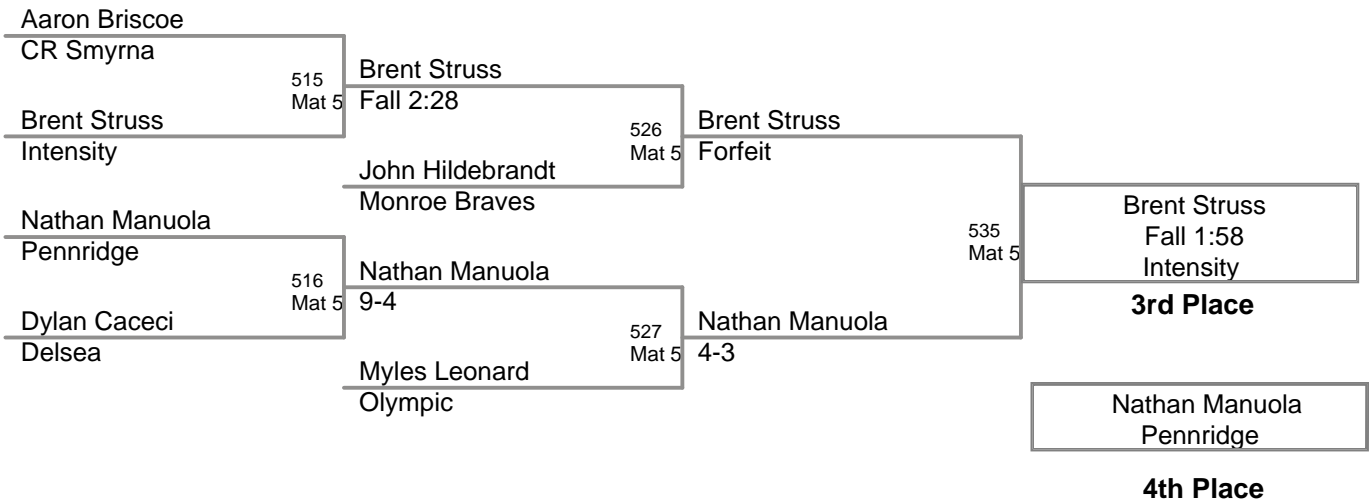 Aaron Briscoe
CR Smyrna
515
Mat 5
Brent Struss
Fall 2:28
Brent Struss
Intensity
526
Mat 5
Brent Struss
Forfeit
John Hildebrandt
Monroe Braves
Nathan Manuola
Pennridge
516
Mat 5
Nathan Manuola
9-4
Dylan Caceci
Delsea
527
Mat 5
Nathan Manuola
4-3
Myles Leonard
Olympic
535
Mat 5
Brent Struss
Fall 1:58
Intensity
3rd Place
Nathan Manuola
Pennridge
4th Place